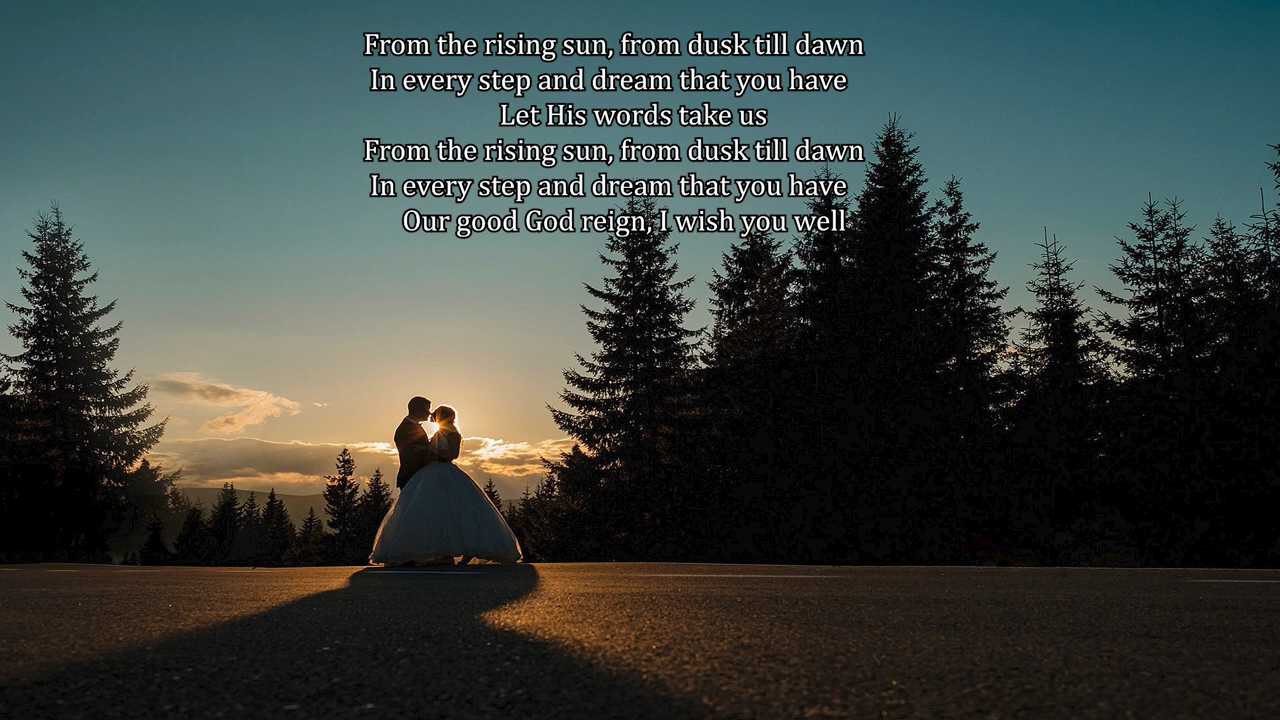 From the rising sun, from dusk till dawn
In every step and dream that you have
Let His words take us
From the rising sun, from dusk till dawn
In every step and dream that you have
Our good God reign, I wish you well